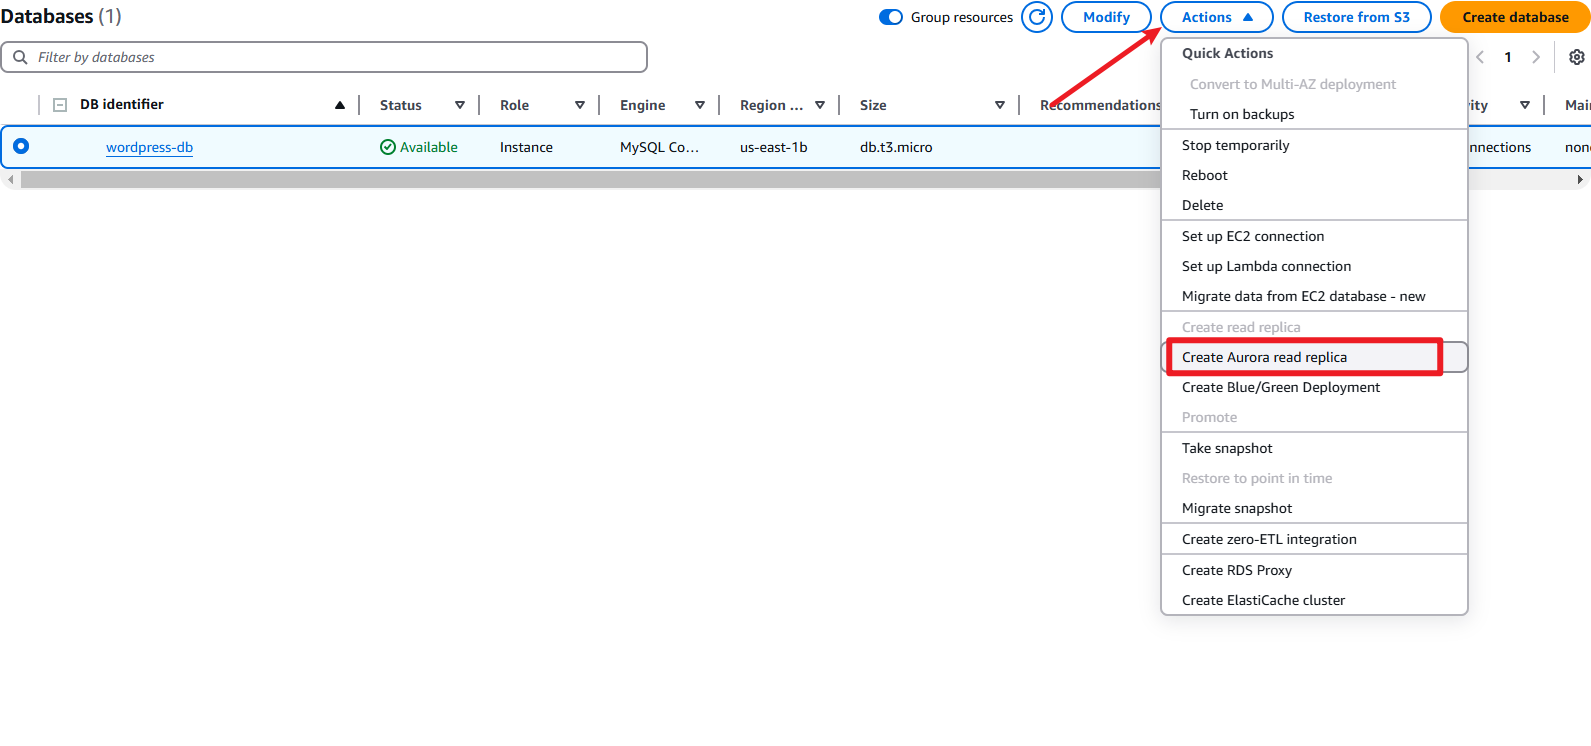 Databases (1)
Group resources
Modify
Actions
Restore from S3
Create database
Filter by databases
1
DB identifier
Status
Role
Engine
Region ...
Size
Recommendations
vity
Mai
wordpress-db
Available
Instance
MySQL Co...
us-east-1b
db.t3.micro
nnections
none
Quick Actions
Convert to Multi-AZ deployment
Turn on backups
Stop temporarily
Reboot
Delete
Set up EC2 connection
Set up Lambda connection
Migrate data from EC2 database - new
Create read replica
Create Aurora read replica
Create Blue/Green Deployment
Promote
Take snapshot
Restore to point in time
Migrate snapshot
Create zero-ETL integration
Create RDS Proxy
Create ElastiCache cluster